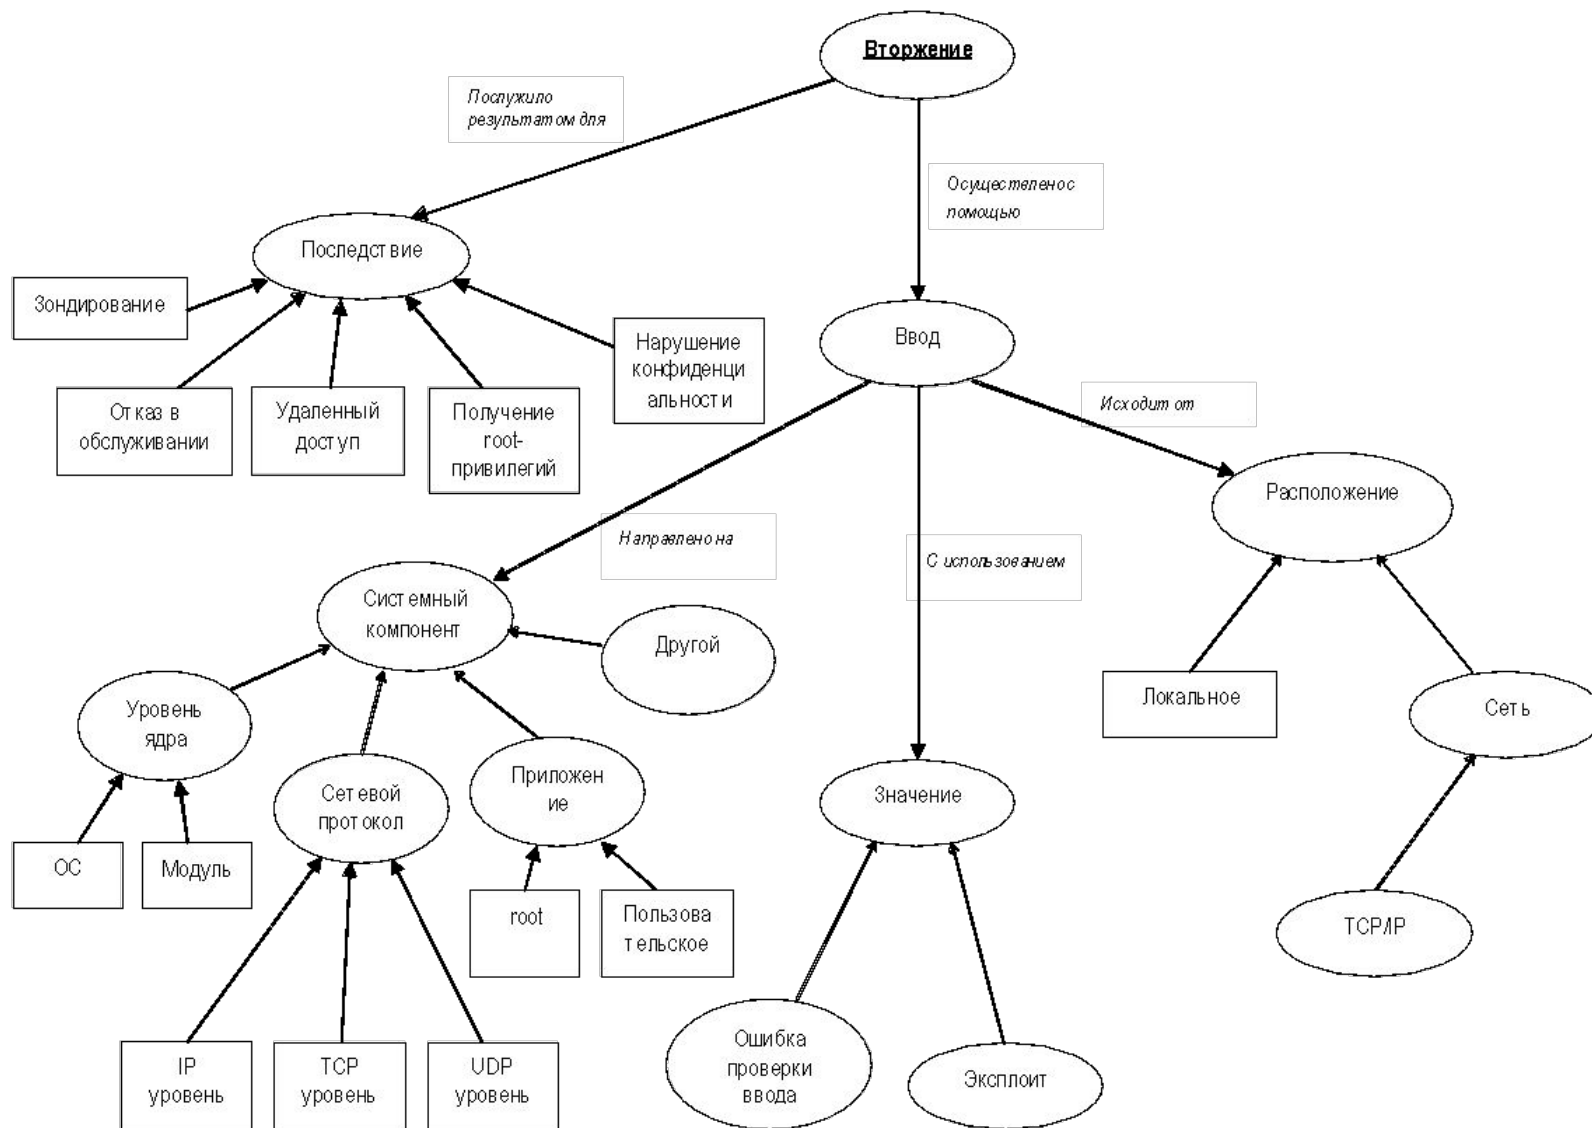 Вторжение
Послужило
результатом для
Осуществлено с
помощью
Последствие
Зондирование
Отказ в
обслуживании
Удаленный
доступ
Получение
root-
привилегий
Нарушение
конфиденци
альности
Ввод
Исходит от
Расположение
Направлено на
С использованием
Системный
компонент
Другой
Уровень
ядра
Сетевой
протокол
Приложен
ие
Локальное
Сеть
Значение
ОС
Модуль
root
Пользова
тельское
TCP/IP
IP
уровень
TCP
уровень
UDP
уровень
Ошибка
проверки
ввода
Эксплоит